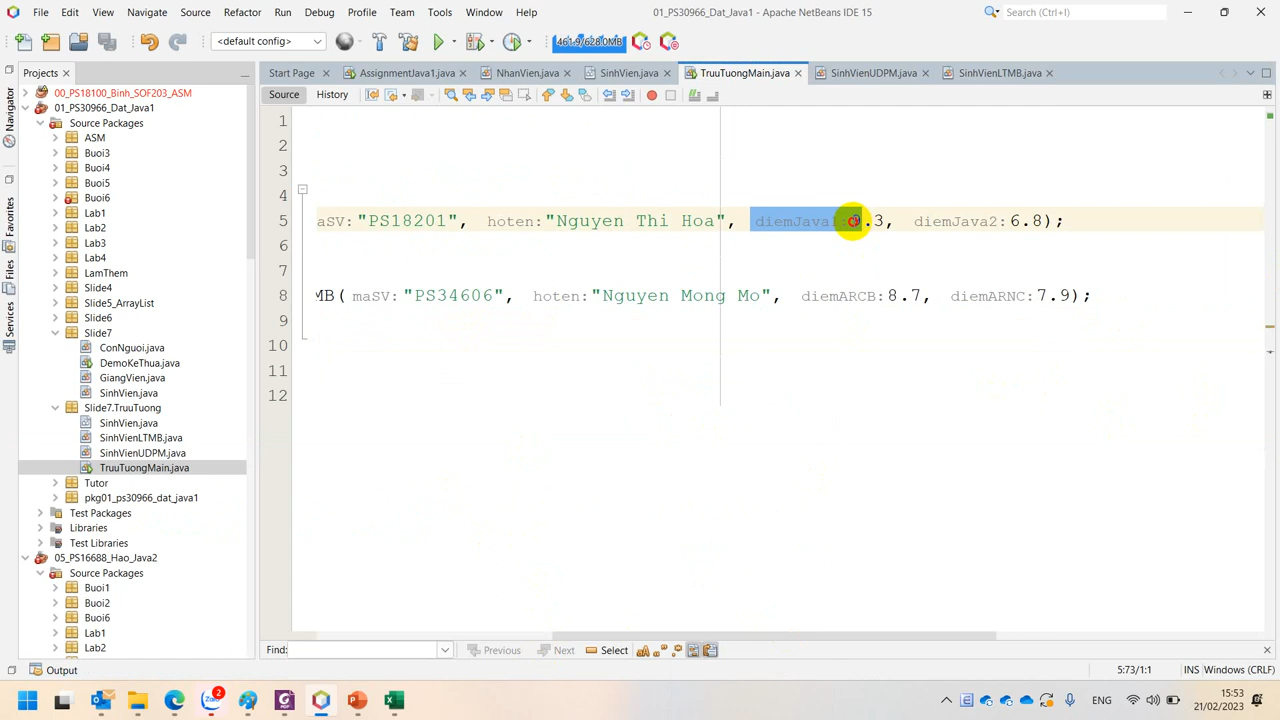 File Edit View Navigate Source Refactor Run Debug Profile Team Tools Window Help 01_PS30966_Dat_Java1 - Apache NetBeans IDE 15 Search (Ctrl+I)
<default config> 461.9/628.0MB
Projects Start Page AssignmentJava1.java NhanVien.java SinhVien.java TruuTuongMain.java SinhVienUDPM.java SinhVienLTMB.java
Source History
Navigator
Favorites
Files
Services
00_PS18100_Binh_SOF203_ASM
01_PS30966_Dat_Java1
Source Packages
ASM
Buoi3
Buoi4
Buoi5
Buoi6
Lab1
Lab2
Lab3
Lab4
LamThem
Slide4
Slide5_ArrayList
Slide6
Slide7
ConNguoi.java
DemoKeThua.java
GiangVien.java
SinhVien.java
Slide7.TruuTuong
SinhVien.java
SinhVienLTMB.java
SinhVienUDPM.java
TruuTuongMain.java
Tutor
pkg01_ps30966_dat_java1
Test Packages
Libraries
Test Libraries
05_PS16688_Hao_Java2
Source Packages
Buoi1
Buoi2
Buoi6
Lab1
Lab2
1
2
3
4
5 maSV: "PS18201", hoten: "Nguyen Thi Hoa", diemJava1: .3, diemJava2: 6.8);
6
7
8 MB( maSV: "PS34606", hoten: "Nguyen Mong Mo", diemARCB: 8.7, diemARNC: 7.9);
9
10
11
12
Find: Previous Next Select
Output 5:73/1:1 INS Windows (CRLF)
2 ENG 15:53
21/02/2023